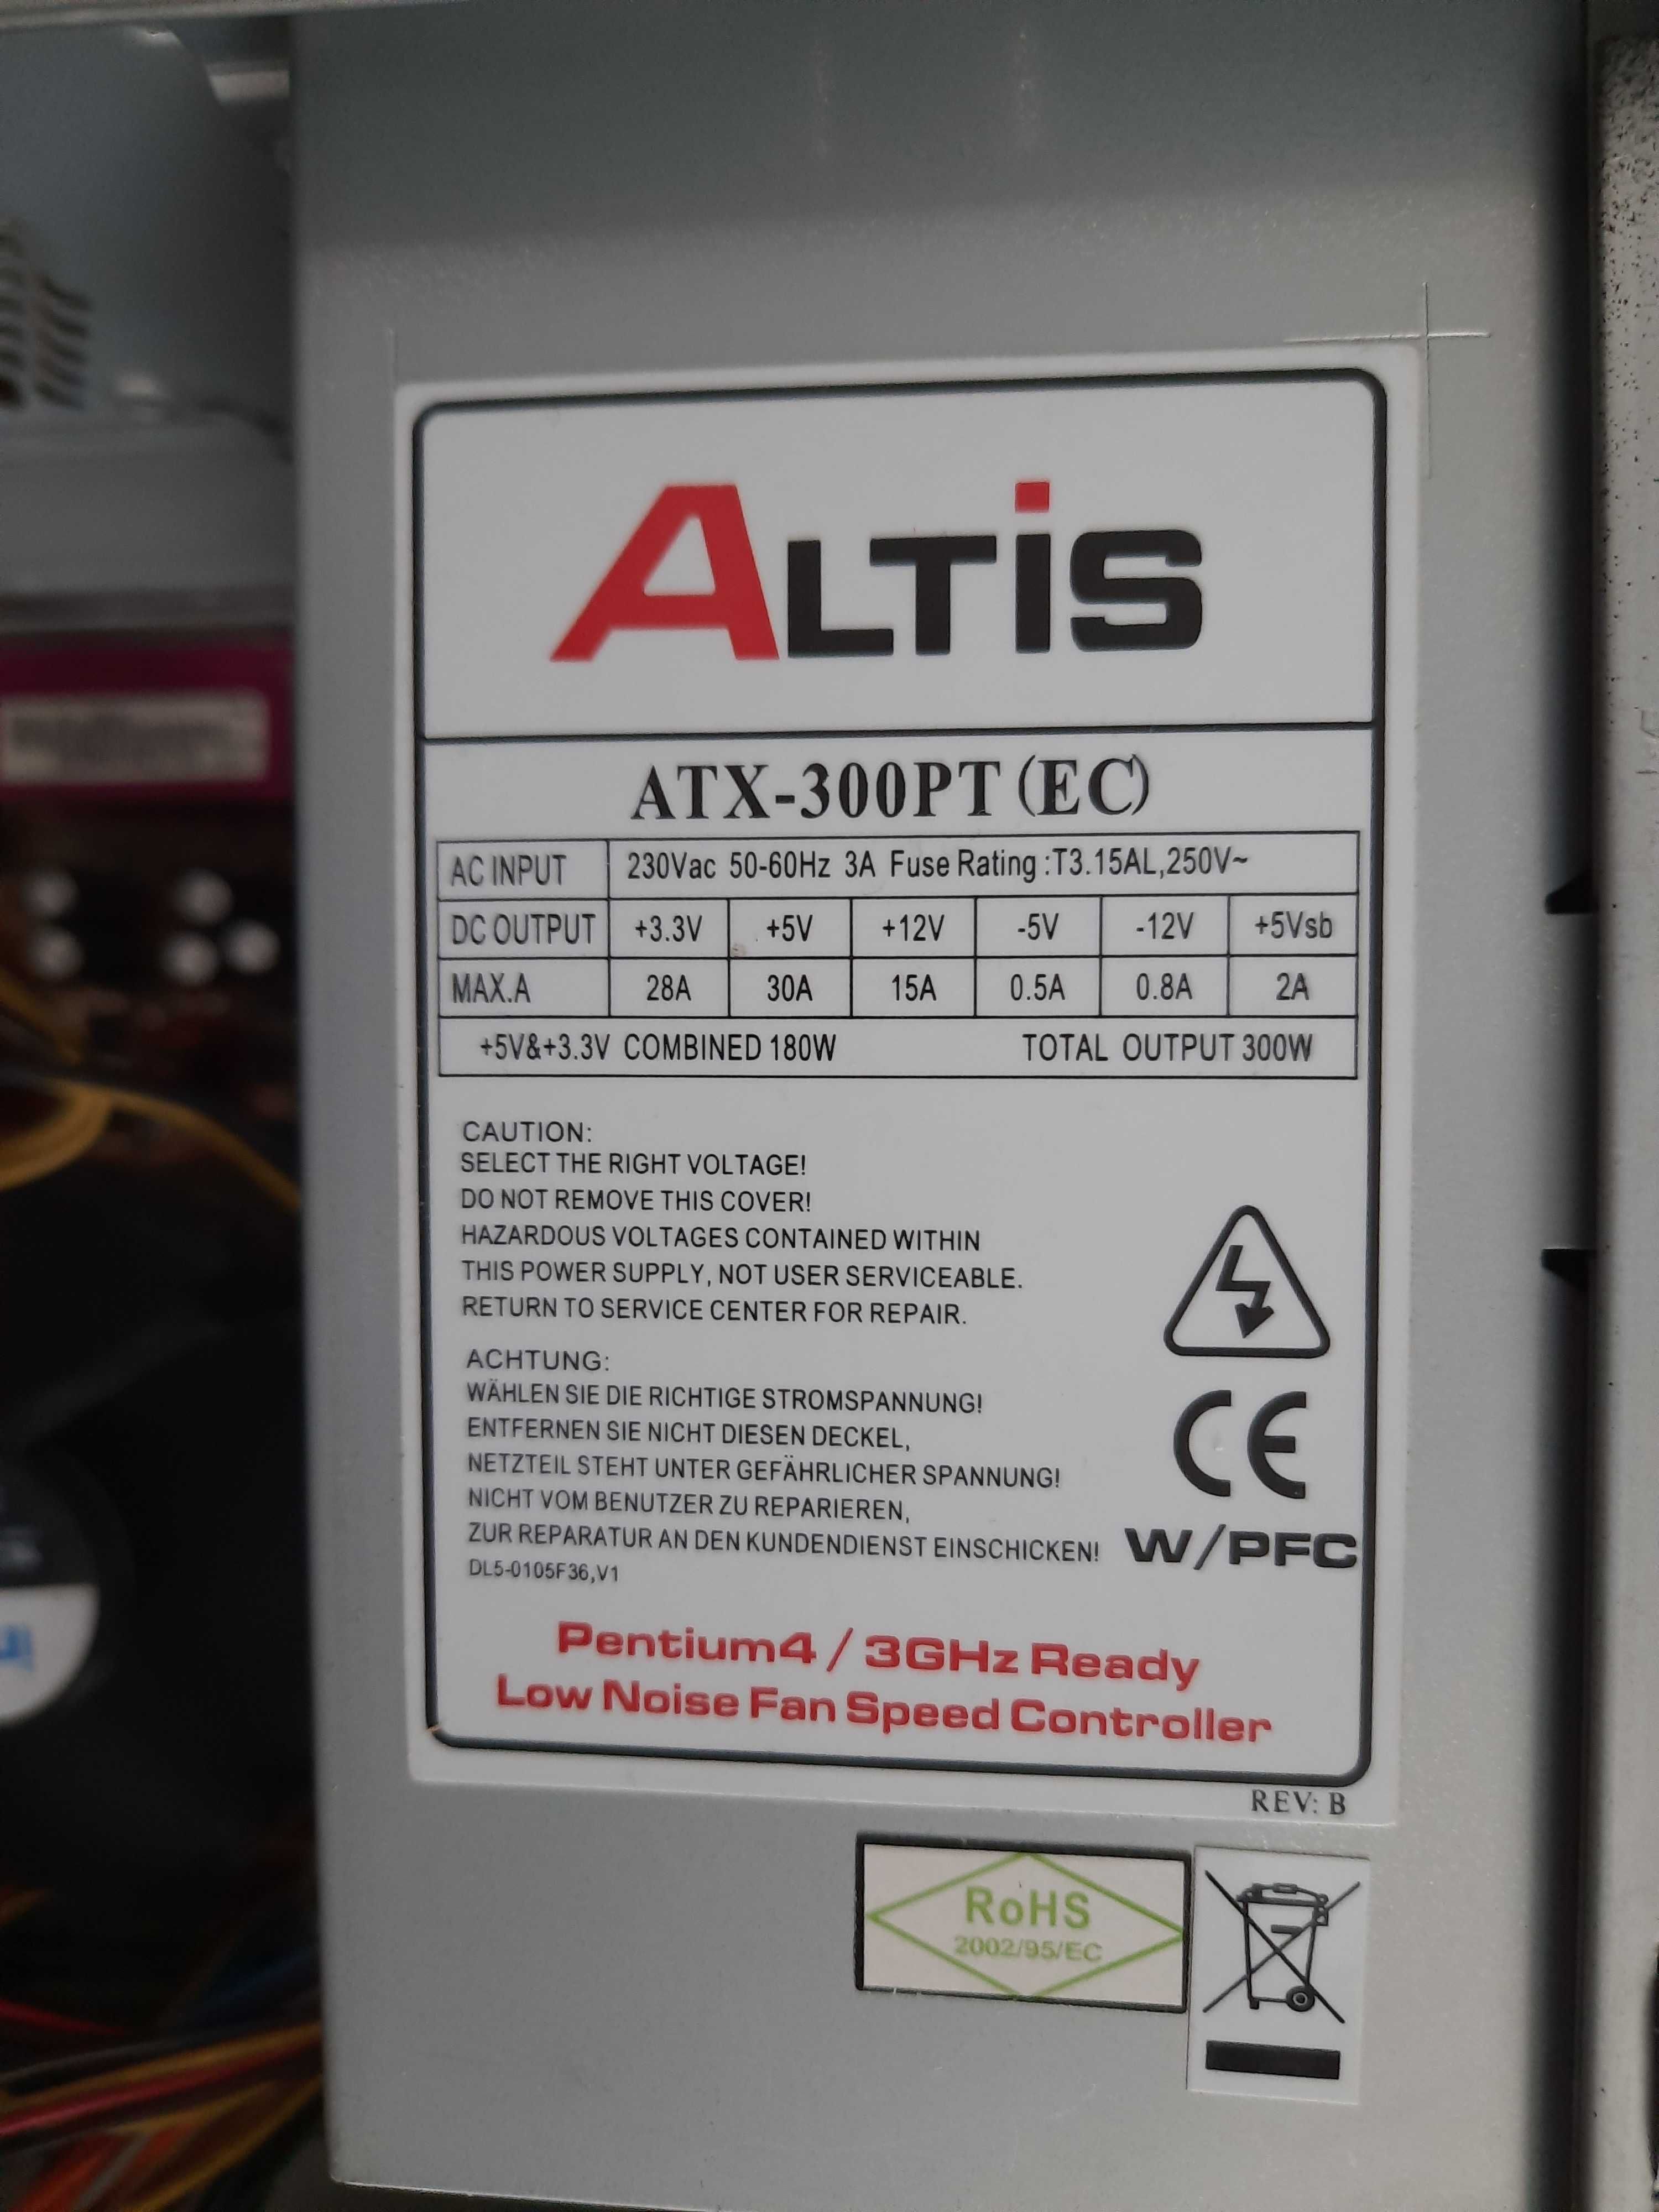 ALTiS
ATX-300PT (EC)
AC INPUT 230Vac 50-60Hz 3A Fuse Rating :T3.15AL,250V~
DC OUTPUT +3.3V +5V +12V -5V -12V +5Vsb
MAX.A 28A 30A 15A 0.5A 0.8A 2A
+5V&+3.3V COMBINED 180W TOTAL OUTPUT 300W
CAUTION:
SELECT THE RIGHT VOLTAGE!
DO NOT REMOVE THIS COVER!
HAZARDOUS VOLTAGES CONTAINED WITHIN
THIS POWER SUPPLY, NOT USER SERVICEABLE.
RETURN TO SERVICE CENTER FOR REPAIR.
ACHTUNG:
WÄHLEN SIE DIE RICHTIGE STROMSPANNUNG!
ENTFERNEN SIE NICHT DIESEN DECKEL,
NETZTEIL STEHT UNTER GEFÄHRLICHER SPANNUNG!
NICHT VOM BENUTZER ZU REPARIEREN,
ZUR REPARATUR AN DEN KUNDENDIENST EINSCHICKEN!
DL5-0105F36,V1
CE
W/PFC
Pentium4 / 3GHz Ready
Low Noise Fan Speed Controller
REV: B
RoHS
2002/95/EC